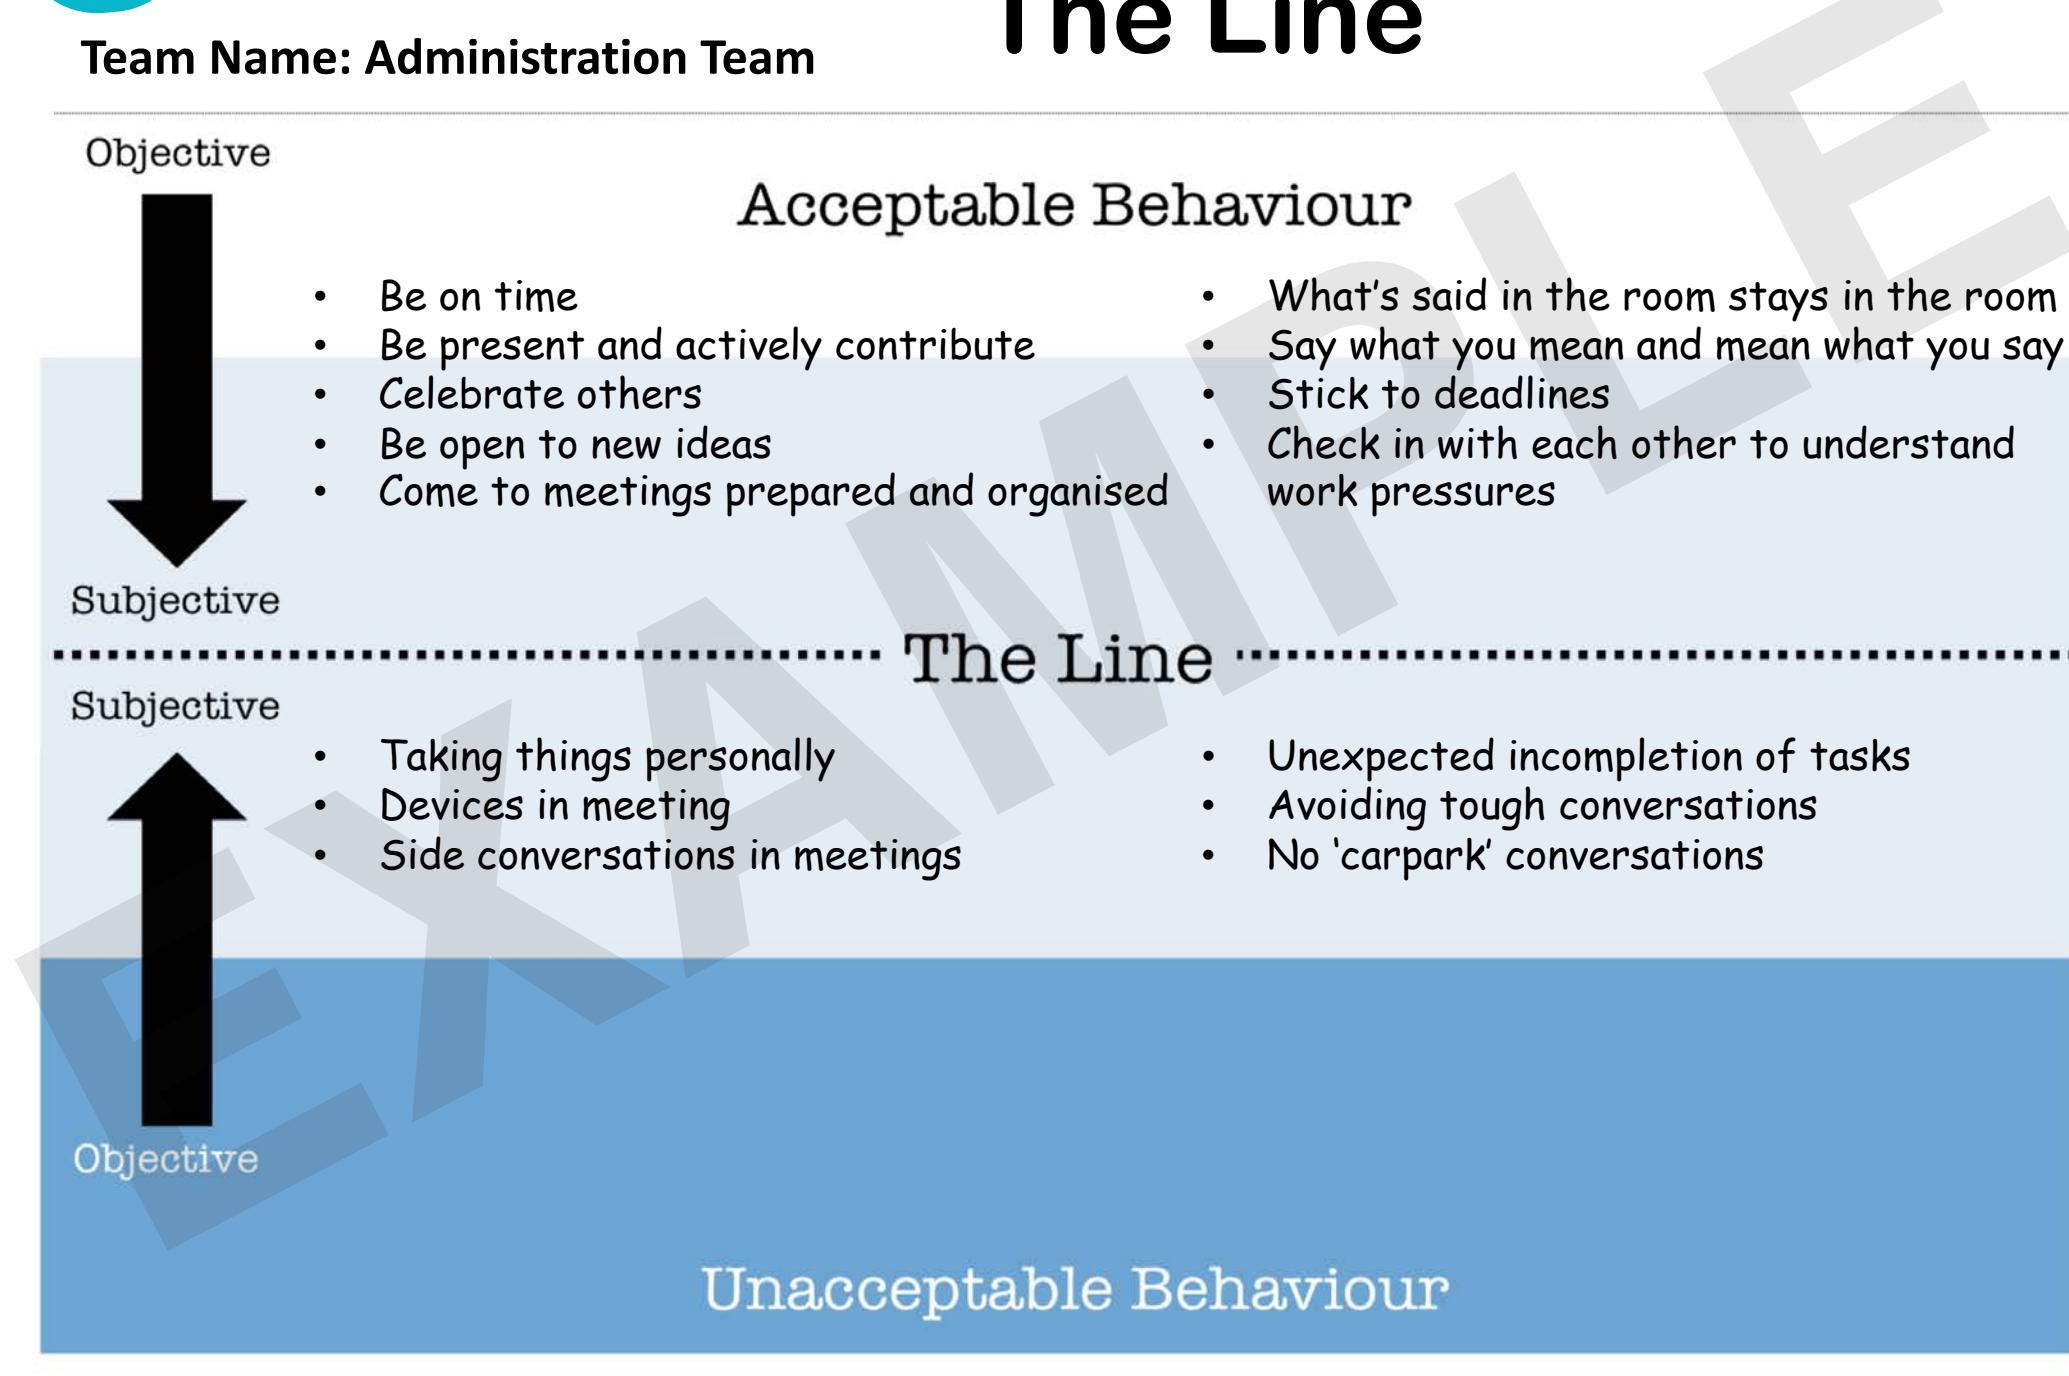 The Line
Team Name: Administration Team
Objective
Acceptable Behaviour
• Be on time
• Be present and actively contribute
• Celebrate others
• Be open to new ideas
• Come to meetings prepared and organised
• What's said in the room stays in the room
• Say what you mean and mean what you say
• Stick to deadlines
• Check in with each other to understand
work pressures
Subjective
The Line
Subjective
• Taking things personally
• Devices in meeting
• Side conversations in meetings
• Unexpected incompletion of tasks
• Avoiding tough conversations
• No ‘carpark’ conversations
Objective
Unacceptable Behaviour
EXAMPLE